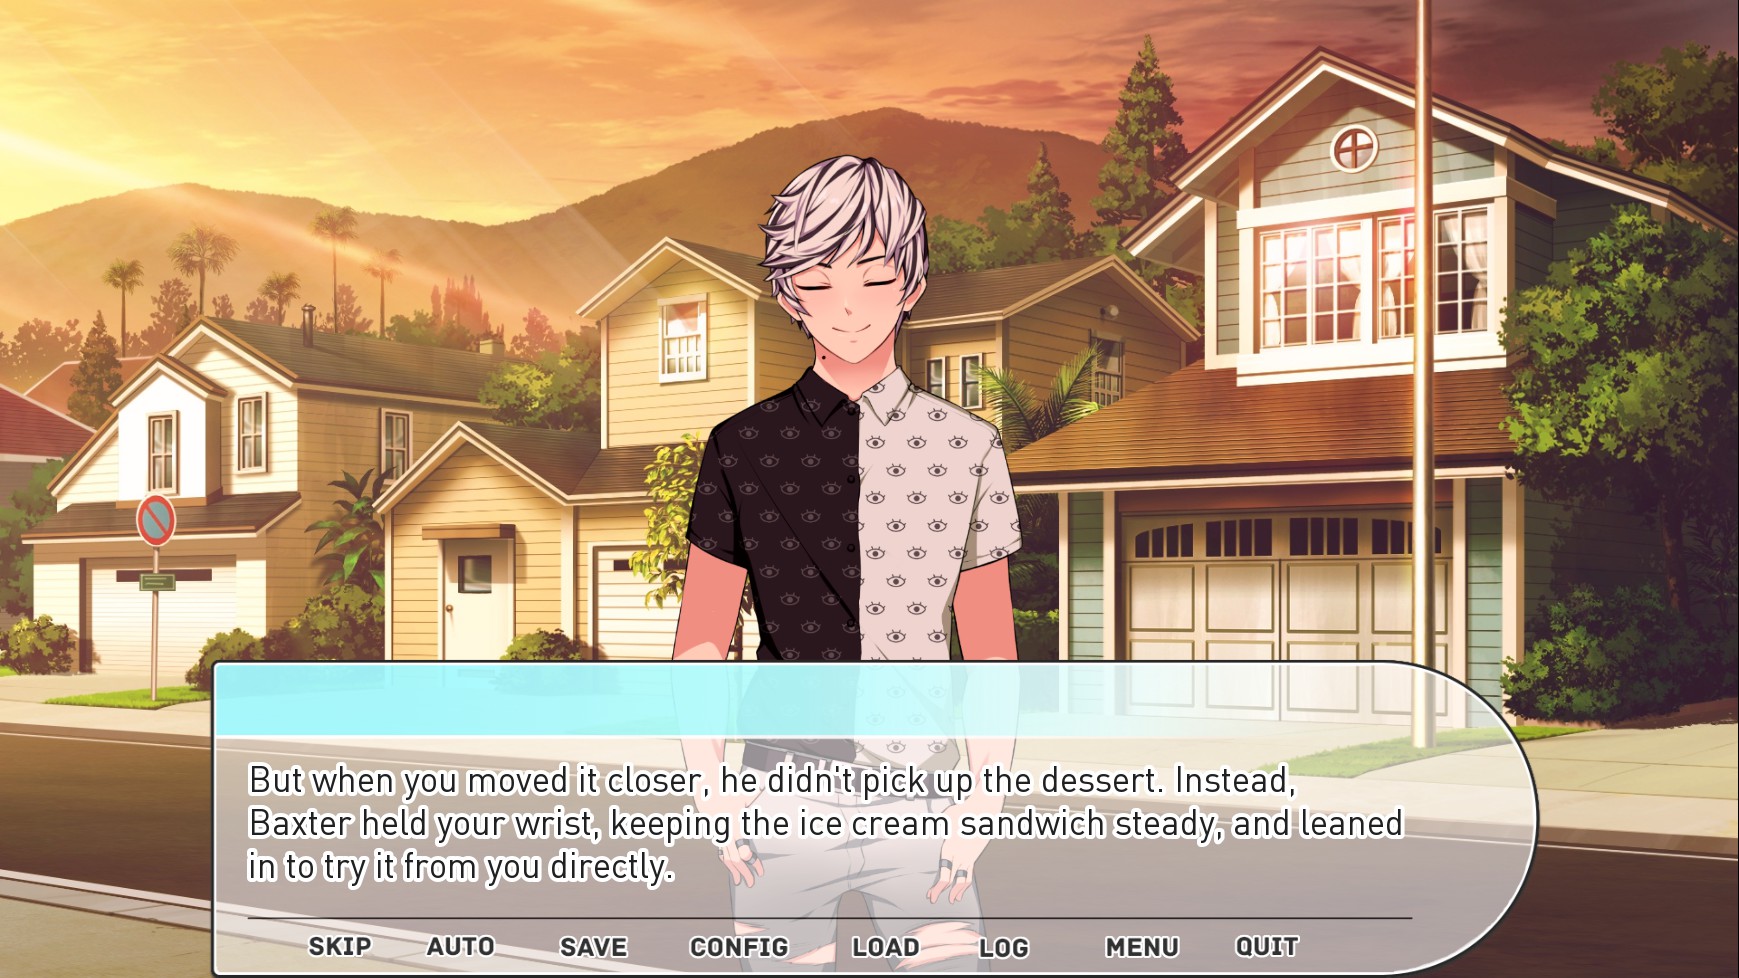 But when you moved it closer, he didn't pick up the dessert. Instead,
Baxter held your wrist, keeping the ice cream sandwich steady, and leaned
in to try it from you directly.
SKIP AUTO SAVE CONFIG LOAD LOG MENU QUIT